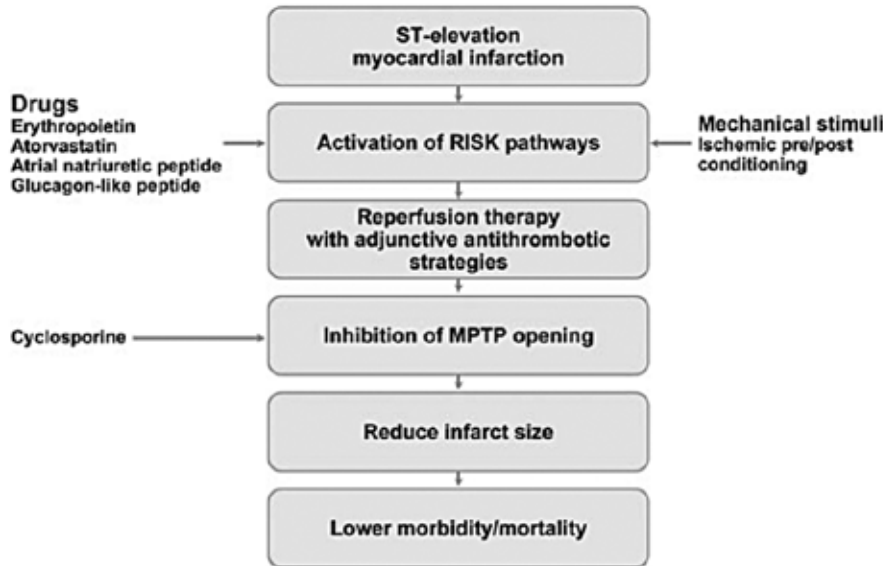 ST-elevation
myocardial infarction
Drugs
Erythropoietin
Atorvastatin
Atrial natriuretic peptide
Glucagon-like peptide
Activation of RISK pathways
Mechanical stimuli
Ischemic pre/post
conditioning
Reperfusion therapy
with adjunctive antithrombotic
strategies
Cyclosporine
Inhibition of MPTP opening
Reduce infarct size
Lower morbidity/mortality